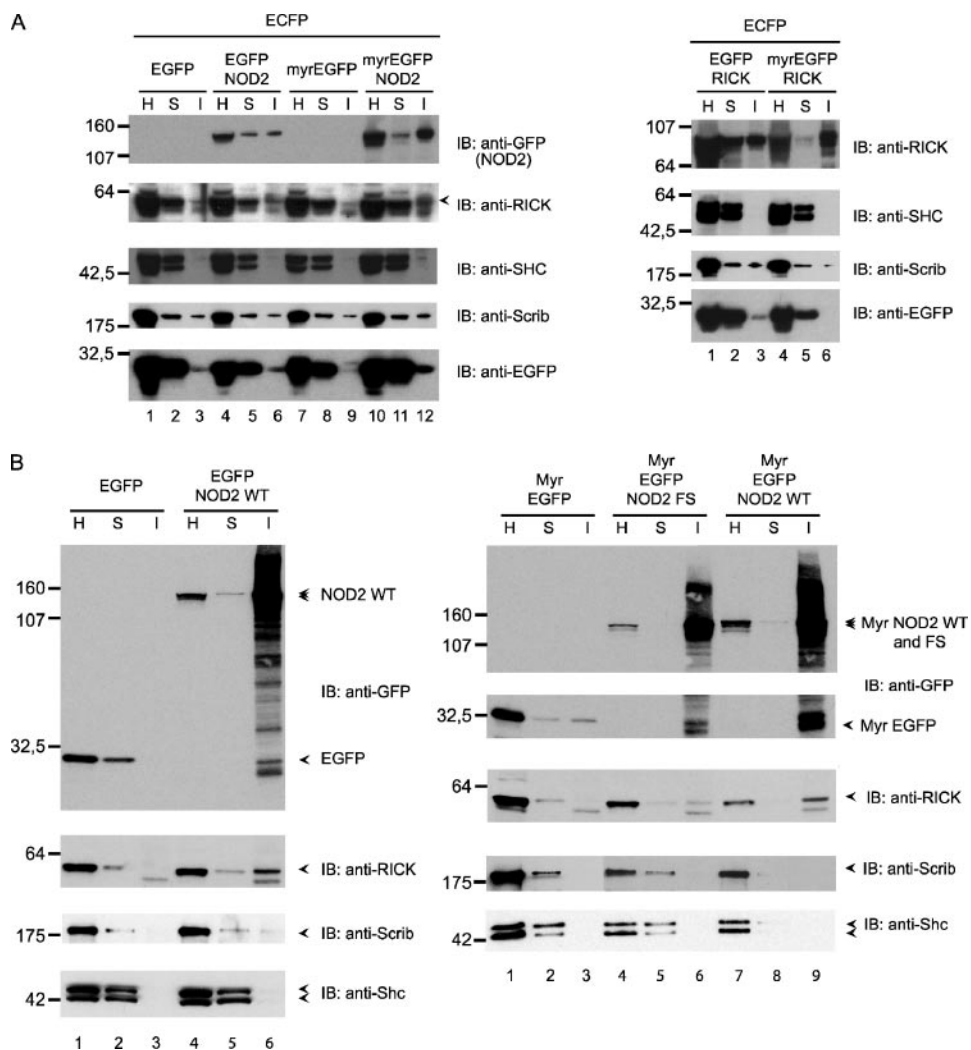 A
ECFP
EGFP
EGFP NOD2
myrEGFP
myrEGFP NOD2
H S I H S I H S I H S I
160
107
IB: anti-GFP (NOD2)
64
IB: anti-RICK
42,5
IB: anti-SHC
175
IB: anti-Scrib
32,5
IB: anti-EGFP
1 2 3 4 5 6 7 8 9 10 11 12
ECFP
EGFP RICK
myrEGFP RICK
H S I H S I
107
64
IB: anti-RICK
42,5
IB: anti-SHC
175
IB: anti-Scrib
32,5
IB: anti-EGFP
1 2 3 4 5 6
B
EGFP
EGFP NOD2 WT
H S I H S I
160
107
NOD2 WT
IB: anti-GFP
32,5
EGFP
64
IB: anti-RICK
175
IB: anti-Scrib
42
IB: anti-Shc
1 2 3 4 5 6
Myr EGFP
Myr EGFP NOD2 FS
Myr EGFP NOD2 WT
H S I H S I H S I
160
107
Myr NOD2 WT and FS
IB: anti-GFP
32,5
Myr EGFP
64
IB: anti-RICK
175
IB: anti-Scrib
42
IB: anti-Shc
1 2 3 4 5 6 7 8 9